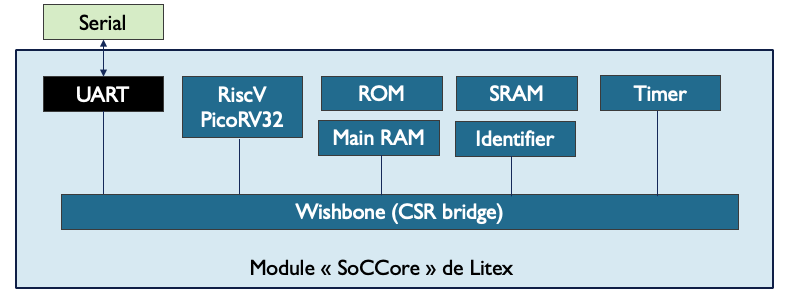 Serial
UART
RiscV
PicoRV32
ROM
SRAM
Timer
Main RAM
Identifier
Wishbone (CSR bridge)
Module « SoCCore » de Litex